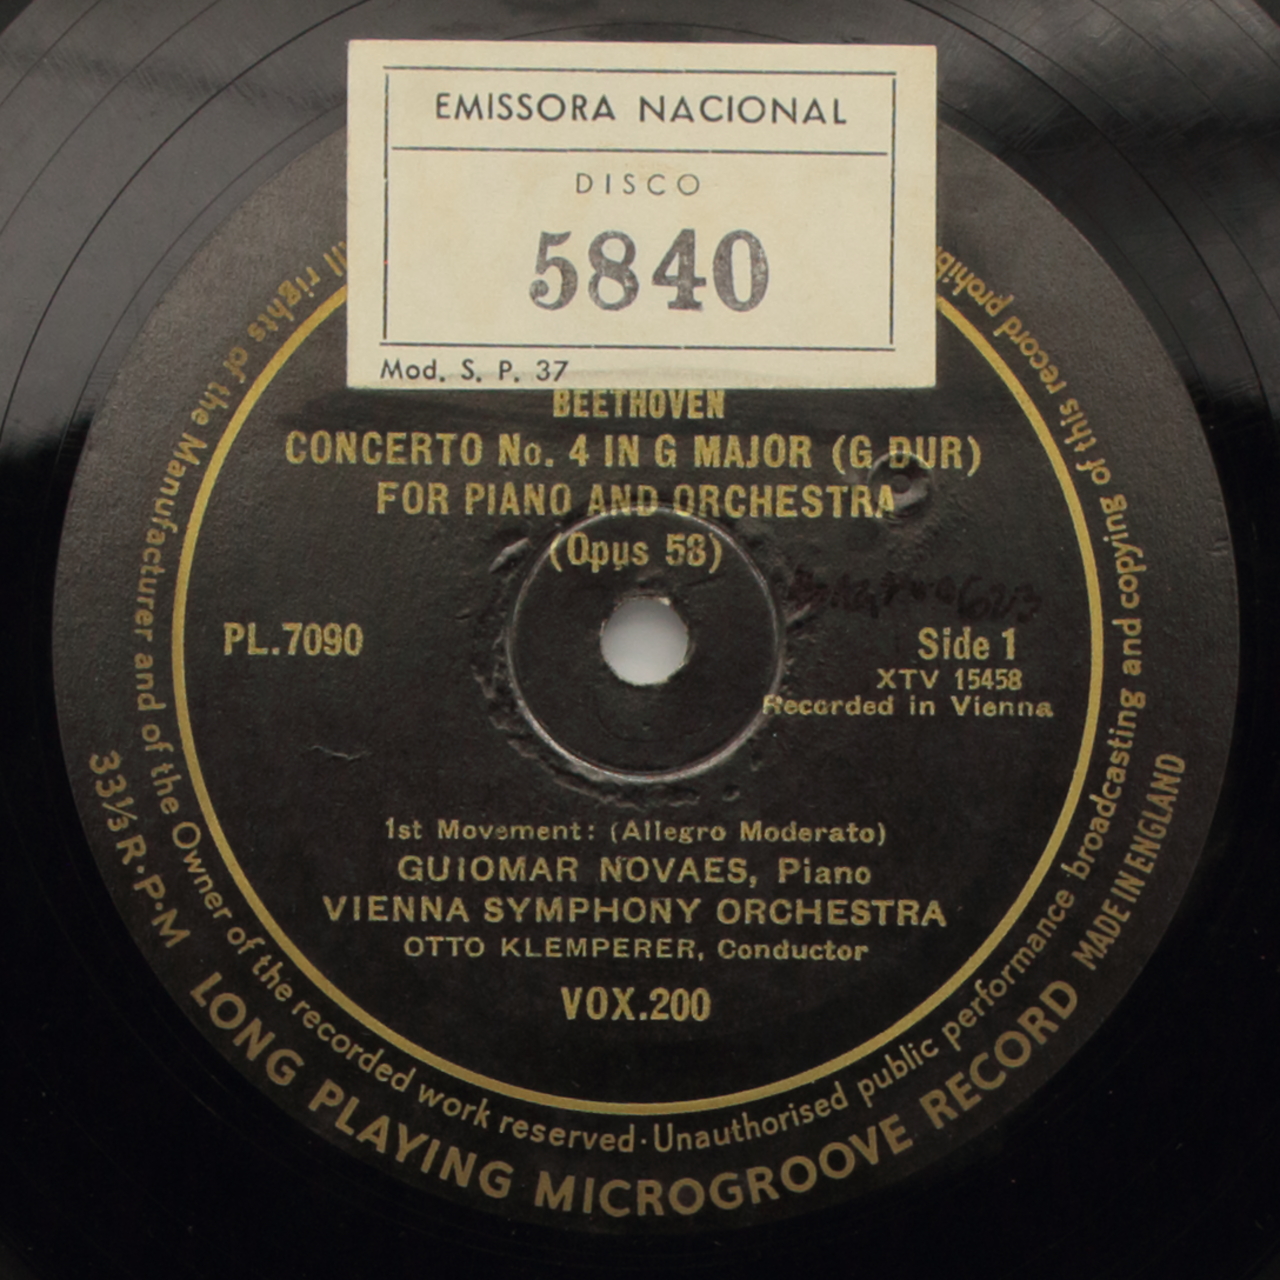 EMISSORA NACIONAL
DISCO
5840
Mod. S. P. 37
BEETHOVEN
CONCERTO No. 4 IN G MAJOR (G DUR)
FOR PIANO AND ORCHESTRA
(Opus 58)
PL.7090
Side 1
XTV 15458
Recorded in Vienna
1st Movement: (Allegro Moderato)
GUIOMAR NOVAES, Piano
VIENNA SYMPHONY ORCHESTRA
OTTO KLEMPERER, Conductor
VOX.200
rights of the Manufacturer and of the Owner of the recorded work reserved · Unauthorised public performance broadcasting and copying of this record
33⅓ R·P·M LONG PLAYING MICROGROOVE RECORD MADE IN ENGLAND